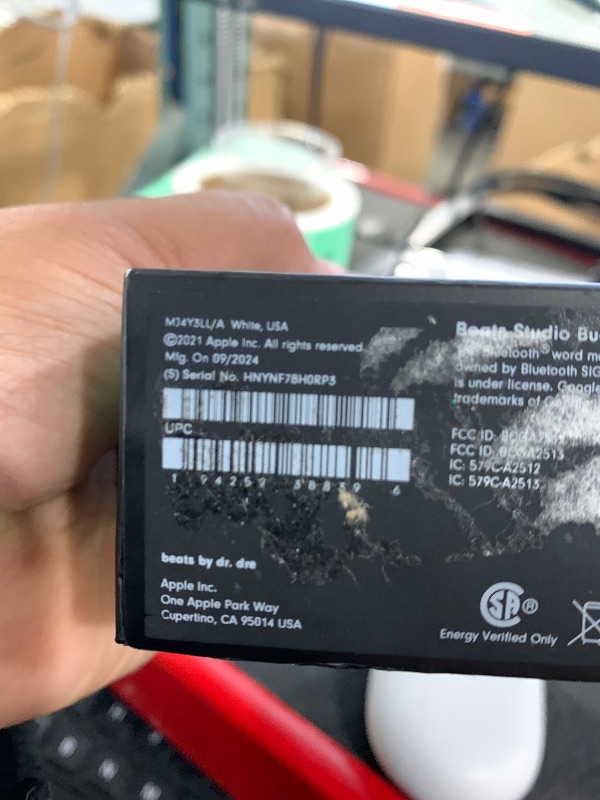 MJ4Y3LL/A White, USA
©2021 Apple Inc. All rights reserved.
Mfg. On 09/2024
(S) Serial No. HNYNF78H0RP3
UPC
1 94252 38839 6
beats by dr. dre
Apple Inc.
One Apple Park Way
Cupertino, CA 95014 USA
Beats Studio Bu
Bluetooth® word m
owned by Bluetooth SIG
is under license. Google
trademarks of
FCC ID:
FCC ID: BCGA2513
IC: 579C-A2512
IC: 579C-A2513
SA ®
Energy Verified Only